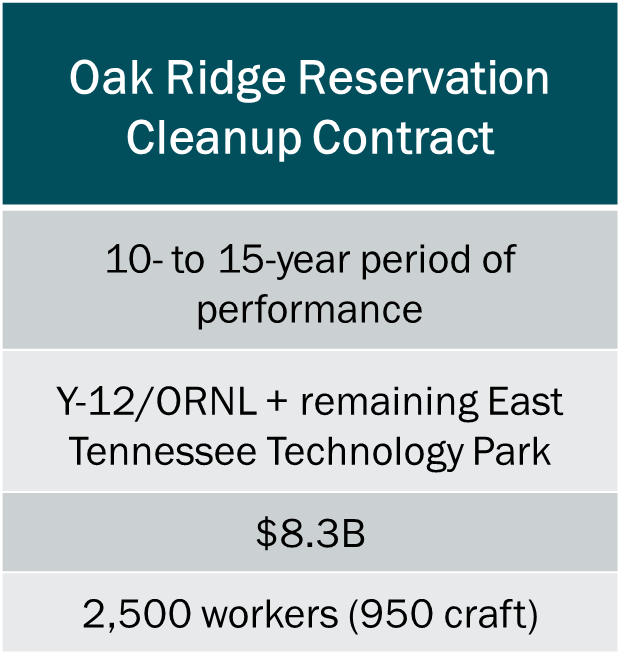 Oak Ridge Reservation
Cleanup Contract
10- to 15-year period of
performance
Y-12/ORNL + remaining East
Tennessee Technology Park
$8.3B
2,500 workers (950 craft)